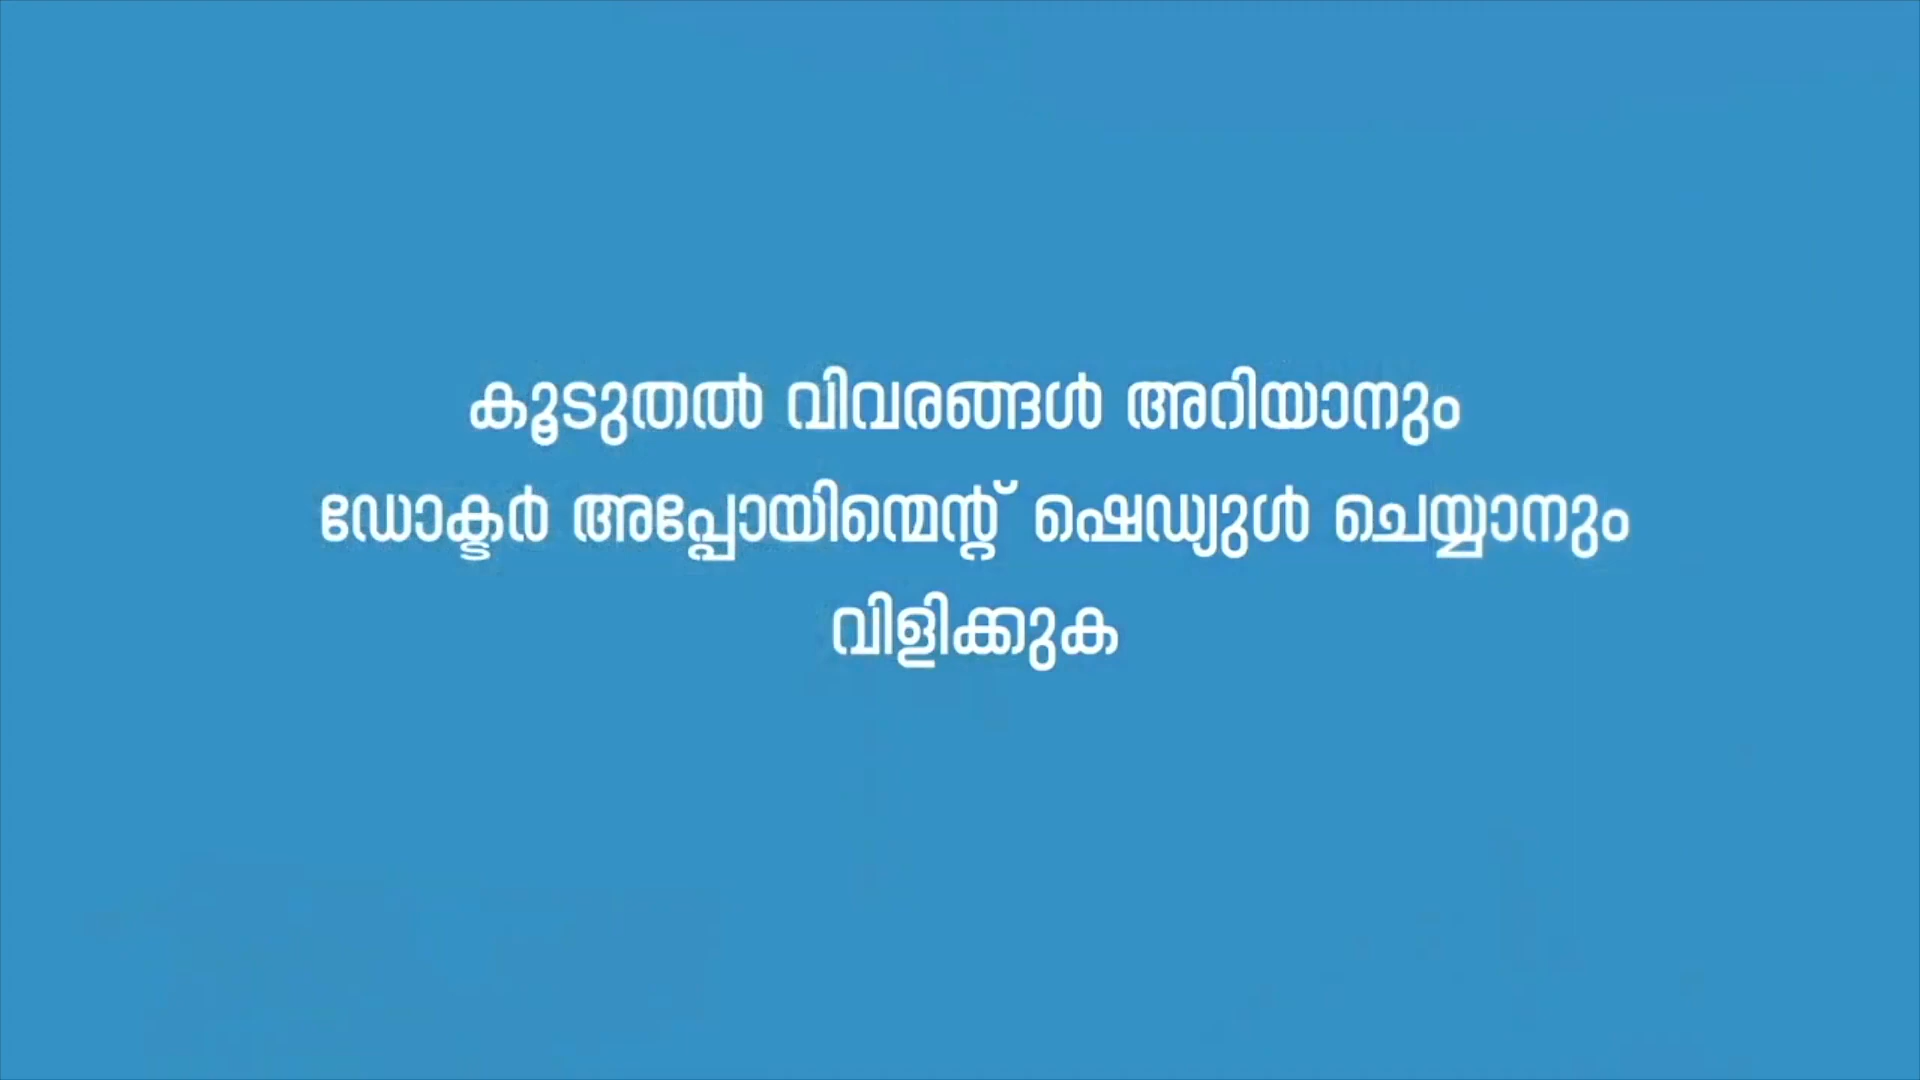 കൂടുതൽ വിവരങ്ങൾ അറിയാനും
ഡോക്ടർ അപ്പോയിന്മെന്റ് ഷെഡ്യുൾ ചെയ്യാനും
വിളിക്കുക